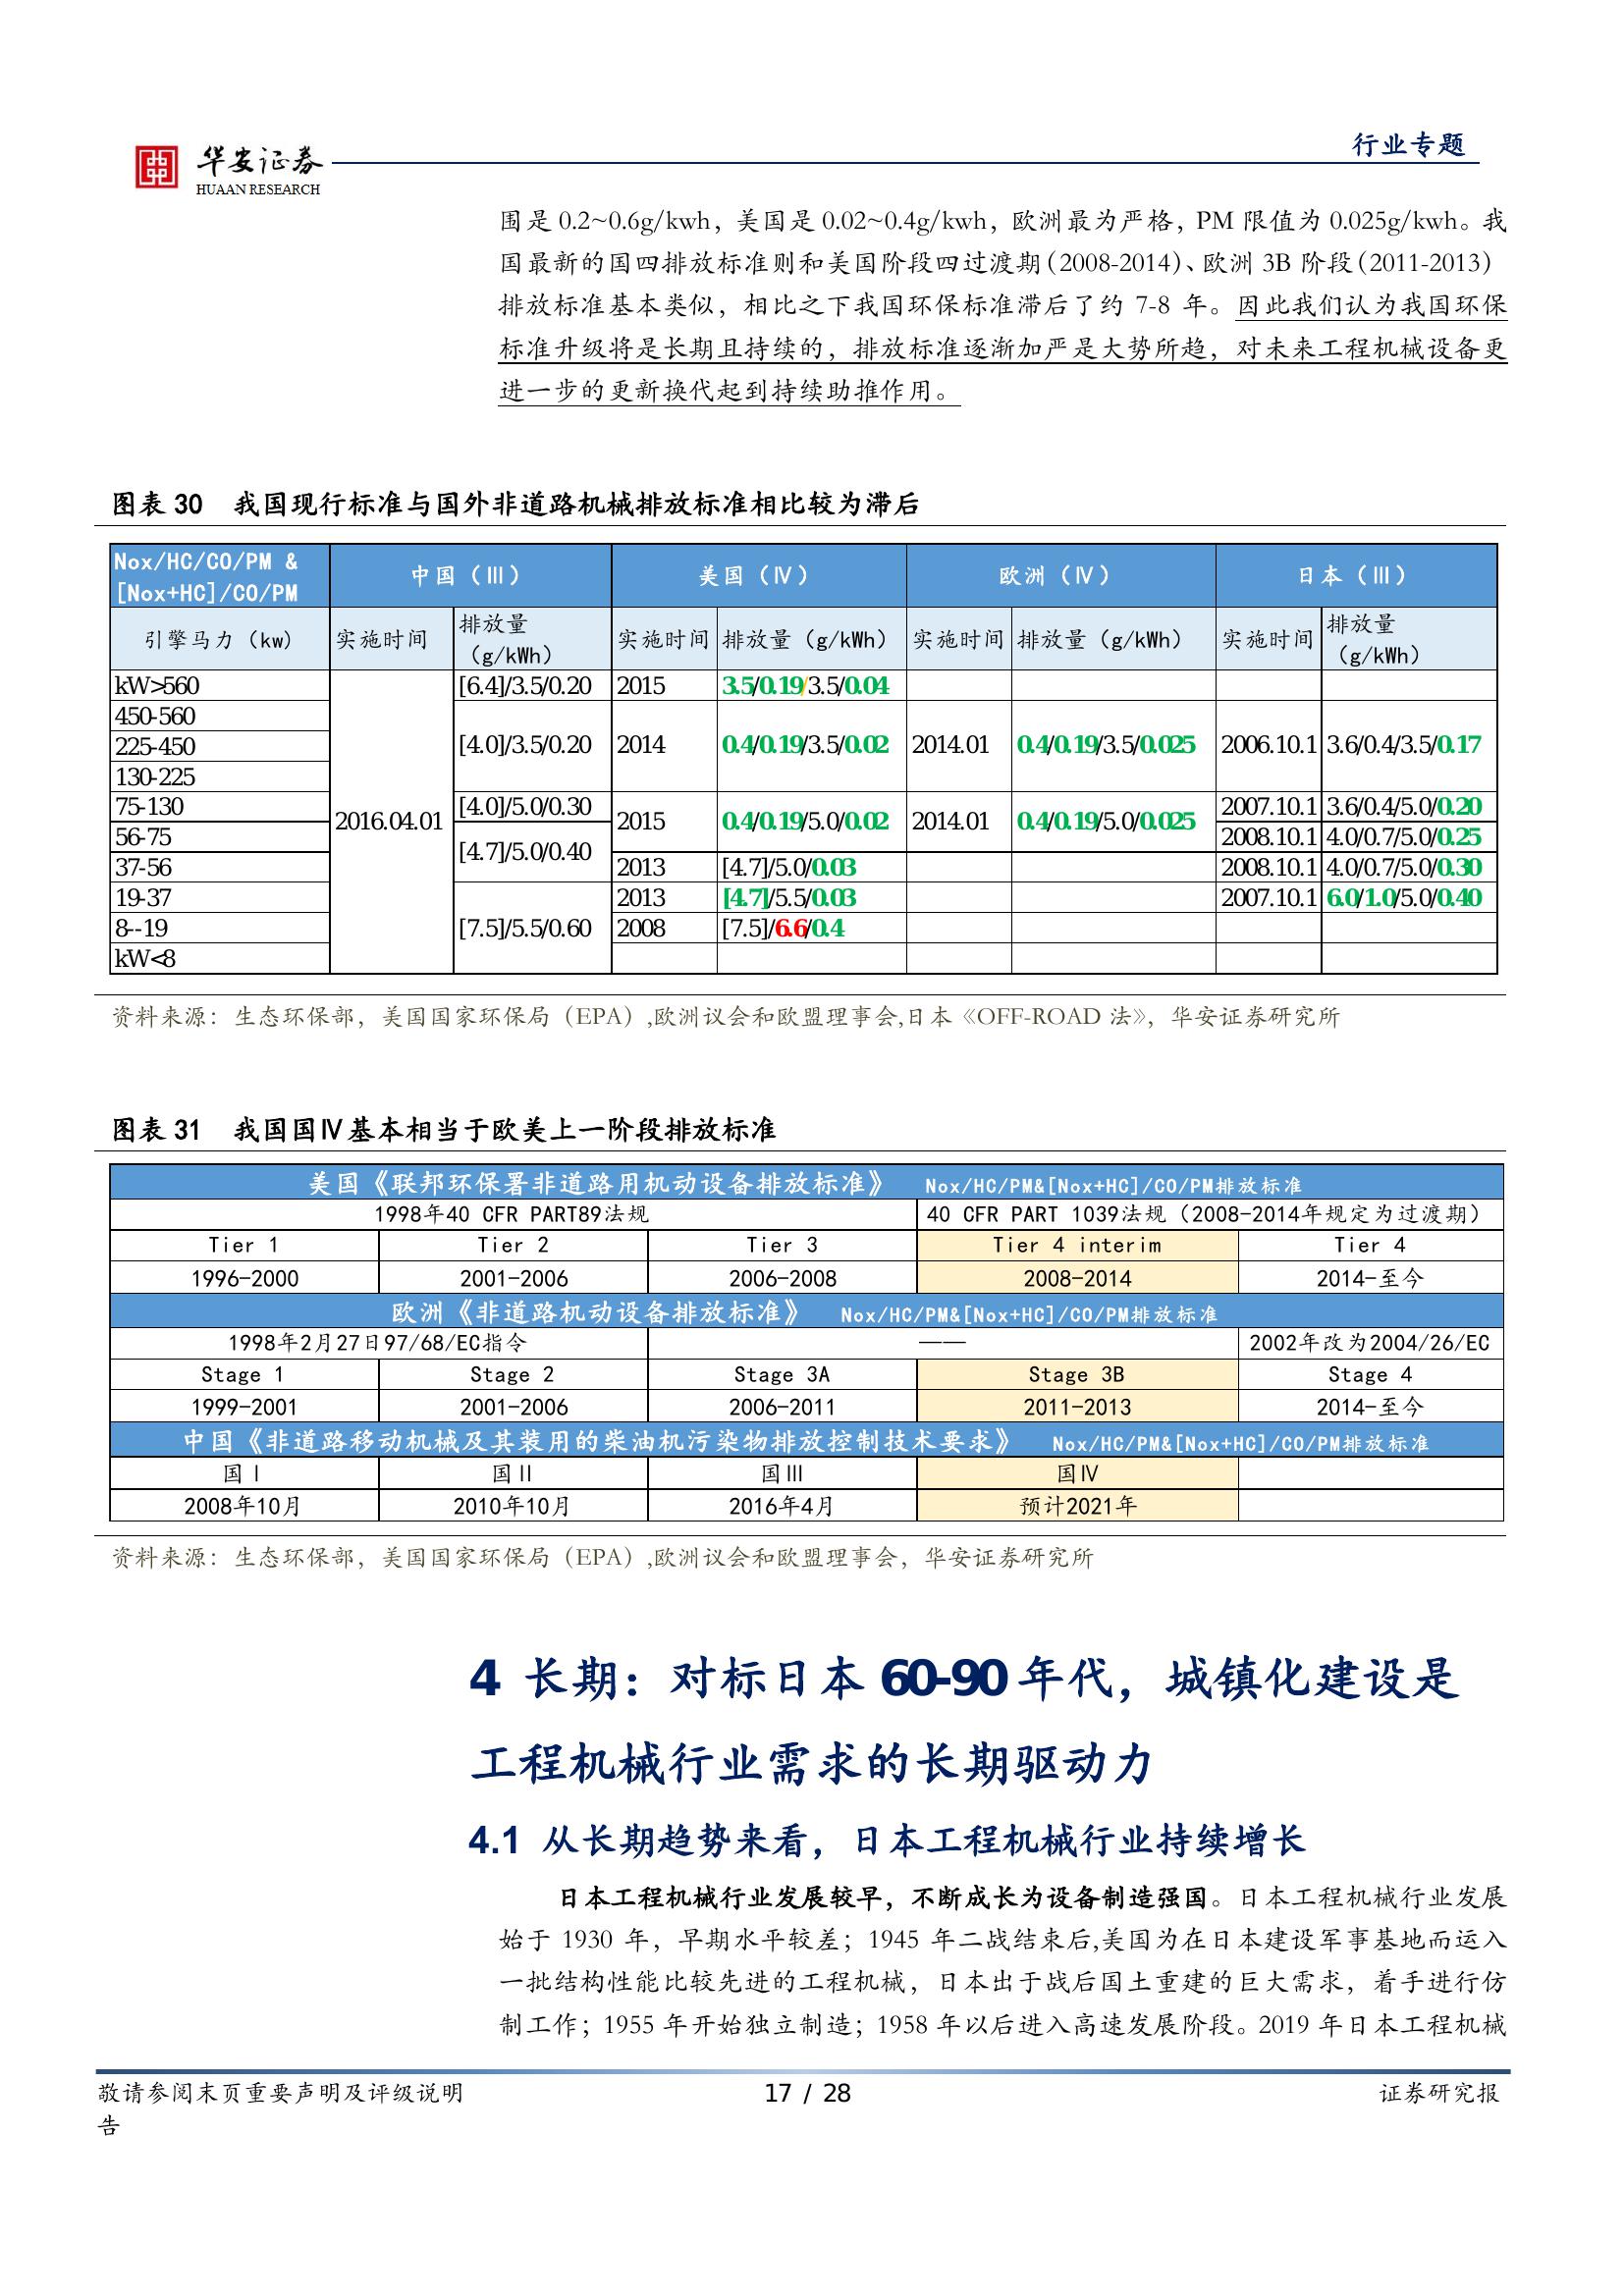 华安证券
HUAAN RESEARCH
行业专题
围是 0.2~0.6g/kwh，美国是 0.02~0.4g/kwh，欧洲最为严格，PM 限值为 0.025g/kwh。我
国最新的国四排放标准则和美国阶段四过渡期（2008-2014）、欧洲 3B 阶段（2011-2013）
排放标准基本类似，相比之下我国环保标准滞后了约 7-8 年。因此我们认为我国环保
标准升级将是长期且持续的，排放标准逐渐加严是大势所趋，对未来工程机械设备更
进一步的更新换代起到持续助推作用。
图表 30 我国现行标准与国外非道路机械排放标准相比较为滞后
Nox/HC/CO/PM & [Nox+HC]/CO/PM 中国（Ⅲ） 美国（Ⅳ） 欧洲（Ⅳ） 日本（Ⅲ）
引擎马力（kw) 实施时间 排放量（g/kWh） 实施时间 排放量（g/kWh） 实施时间 排放量（g/kWh） 实施时间 排放量（g/kWh）
kW>560 [6.4]/3.5/0.20 2015 3.5/0.19/3.5/0.04
450-560
225-450 [4.0]/3.5/0.20 2014 0.4/0.19/3.5/0.02 2014.01 0.4/0.19/3.5/0.025 2006.10.1 3.6/0.4/3.5/0.17
130-225
75-130 [4.0]/5.0/0.30 2007.10.1 3.6/0.4/5.0/0.20
2016.04.01 2015 0.4/0.19/5.0/0.02 2014.01 0.4/0.19/5.0/0.025
56-75 2008.10.1 4.0/0.7/5.0/0.25
[4.7]/5.0/0.40
37-56 2013 [4.7]/5.0/0.03 2008.10.1 4.0/0.7/5.0/0.30
19-37 2013 [4.7]/5.5/0.03 2007.10.1 6.0/1.0/5.0/0.40
8--19 [7.5]/5.5/0.60 2008 [7.5]/6.6/0.4
kW<8
资料来源：生态环保部，美国国家环保局（EPA）,欧洲议会和欧盟理事会,日本《OFF-ROAD 法》，华安证券研究所
图表 31 我国国Ⅳ基本相当于欧美上一阶段排放标准
美国《联邦环保署非道路用机动设备排放标准》 Nox/HC/PM&[Nox+HC]/CO/PM排放标准
1998年40 CFR PART89法规 40 CFR PART 1039法规（2008-2014年规定为过渡期）
Tier 1 Tier 2 Tier 3 Tier 4 interim Tier 4
1996-2000 2001-2006 2006-2008 2008-2014 2014-至今
欧洲《非道路机动设备排放标准》 Nox/HC/PM&[Nox+HC]/CO/PM排放标准
1998年2月27日97/68/EC指令 —— 2002年改为2004/26/EC
Stage 1 Stage 2 Stage 3A Stage 3B Stage 4
1999-2001 2001-2006 2006-2011 2011-2013 2014-至今
中国《非道路移动机械及其装用的柴油机污染物排放控制技术要求》 Nox/HC/PM&[Nox+HC]/CO/PM排放标准
国Ⅰ 国Ⅱ 国Ⅲ 国Ⅳ
2008年10月 2010年10月 2016年4月 预计2021年
资料来源：生态环保部，美国国家环保局（EPA）,欧洲议会和欧盟理事会，华安证券研究所
4 长期：对标日本 60-90 年代，城镇化建设是
工程机械行业需求的长期驱动力
4.1 从长期趋势来看，日本工程机械行业持续增长
日本工程机械行业发展较早，不断成长为设备制造强国。日本工程机械行业发展
始于 1930 年，早期水平较差；1945 年二战结束后,美国为在日本建设军事基地而运入
一批结构性能比较先进的工程机械，日本出于战后国土重建的巨大需求，着手进行仿
制工作；1955 年开始独立制造；1958 年以后进入高速发展阶段。2019 年日本工程机械
敬请参阅末页重要声明及评级说明 17 / 28 证券研究报
告